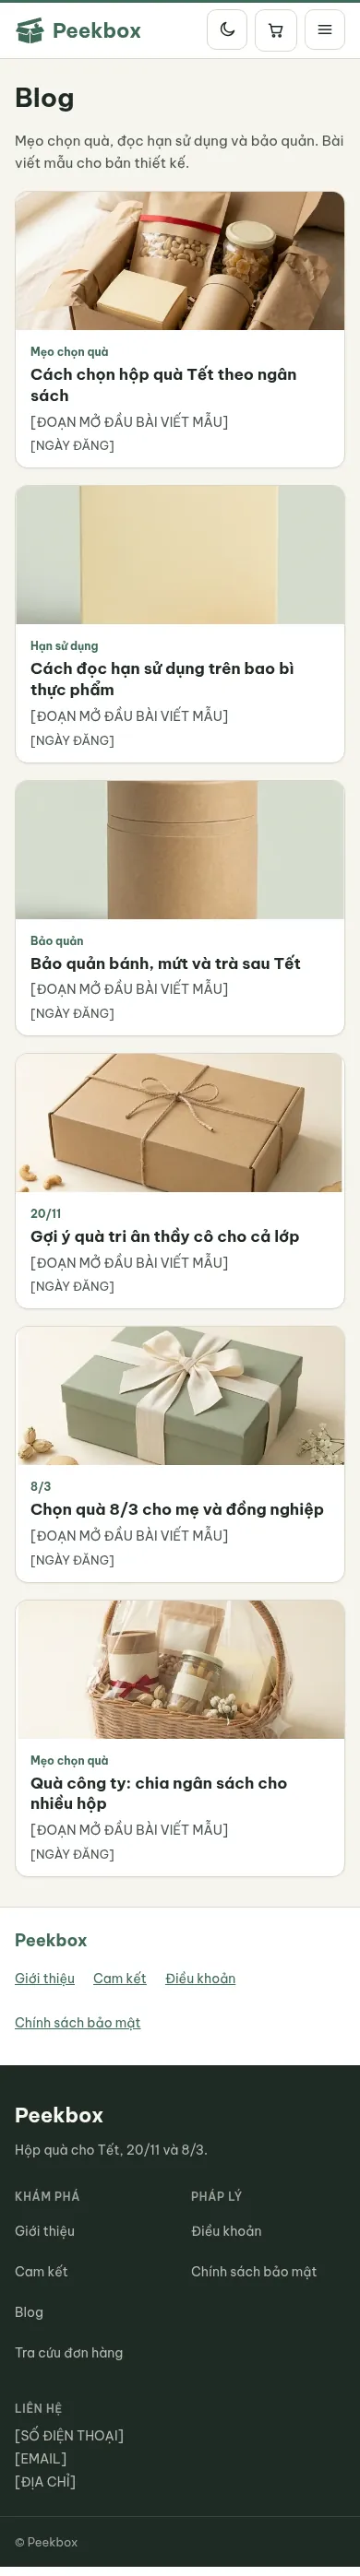 Peekbox
Blog
Mẹo chọn quà, đọc hạn sử dụng và bảo quản. Bài
viết mẫu cho bản thiết kế.
Mẹo chọn quà
Cách chọn hộp quà Tết theo ngân
sách
[ĐOẠN MỞ ĐẦU BÀI VIẾT MẪU]
[NGÀY ĐĂNG]
Hạn sử dụng
Cách đọc hạn sử dụng trên bao bì
thực phẩm
[ĐOẠN MỞ ĐẦU BÀI VIẾT MẪU]
[NGÀY ĐĂNG]
Bảo quản
Bảo quản bánh, mứt và trà sau Tết
[ĐOẠN MỞ ĐẦU BÀI VIẾT MẪU]
[NGÀY ĐĂNG]
20/11
Gợi ý quà tri ân thầy cô cho cả lớp
[ĐOẠN MỞ ĐẦU BÀI VIẾT MẪU]
[NGÀY ĐĂNG]
8/3
Chọn quà 8/3 cho mẹ và đồng nghiệp
[ĐOẠN MỞ ĐẦU BÀI VIẾT MẪU]
[NGÀY ĐĂNG]
Mẹo chọn quà
Quà công ty: chia ngân sách cho
nhiều hộp
[ĐOẠN MỞ ĐẦU BÀI VIẾT MẪU]
[NGÀY ĐĂNG]
Peekbox
Giới thiệu Cam kết Điều khoản
Chính sách bảo mật
Peekbox
Hộp quà cho Tết, 20/11 và 8/3.
KHÁM PHÁ
Giới thiệu
Cam kết
Blog
Tra cứu đơn hàng
PHÁP LÝ
Điều khoản
Chính sách bảo mật
LIÊN HỆ
[SỐ ĐIỆN THOẠI]
[EMAIL]
[ĐỊA CHỈ]
© Peekbox